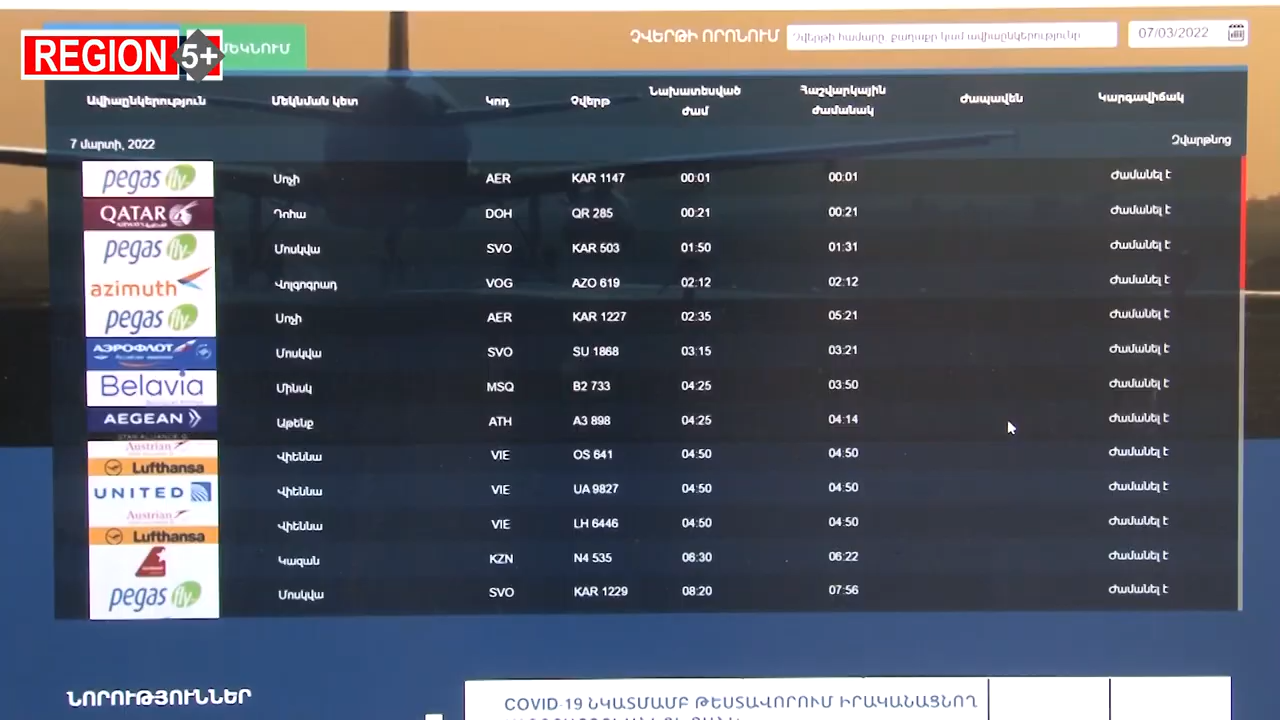 REGION 5+
ՄԵԿՆՈՒՄ
ՉՎԵՐԹԻ ՈՐՈՆՈՒՄ
Չվերթի համարը քաղաքը կամ ավիաընկերությունը
07/03/2022
Ավիաընկերություն Մեկնման կետ Կոդ Չվերթ Նախատեսված ժամ Հաշվարկային ժամանակ Ժապավեն Կարգավիճակ
7 մարտի, 2022 Զվարթնոց
pegas fly Սոչի AER KAR 1147 00:01 00:01 Ժամանել է
QATAR Դոհա DOH QR 285 00:21 00:21 Ժամանել է
pegas fly Մոսկվա SVO KAR 503 01:50 01:31 Ժամանել է
azimuth Վոլգոգրադ VOG AZO 619 02:12 02:12 Ժամանել է
pegas fly Սոչի AER KAR 1227 02:35 05:21 Ժամանել է
АЭРОФЛОТ Մոսկվա SVO SU 1868 03:15 03:21 Ժամանել է
Belavia Մինսկ MSQ B2 733 04:25 03:50 Ժամանել է
AEGEAN Աթենք ATH A3 898 04:25 04:14 Ժամանել է
Austrian Lufthansa Վիեննա VIE OS 641 04:50 04:50 Ժամանել է
UNITED Վիեննա VIE UA 9827 04:50 04:50 Ժամանել է
Austrian Lufthansa Վիեննա VIE LH 6446 04:50 04:50 Ժամանել է
Կազան KZN N4 535 06:30 06:22 Ժամանել է
pegas fly Մոսկվա SVO KAR 1229 08:20 07:56 Ժամանել է
ՆՈՐՈՒԹՅՈՒՆՆԵՐ
COVID-19 ՆԿԱՏՄԱՄԲ ԹԵՍՏԱՎՈՐՈՒՄ ԻՐԱԿԱՆԱՑՆՈՂ